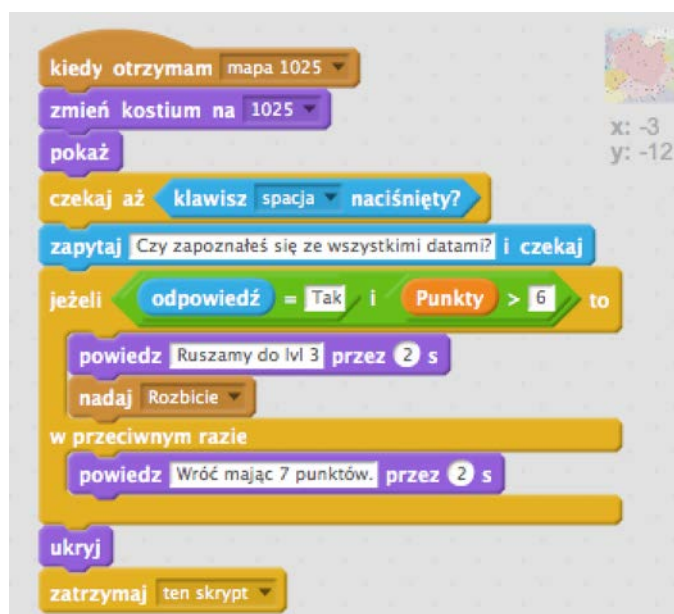 kiedy otrzymam mapa 1025
zmień kostium na 1025
pokaż
x: -3
y: -12
czekaj aż klawisz spacja naciśnięty?
zapytaj Czy zapoznałeś się ze wszystkimi datami? i czekaj
jeżeli odpowiedź = Tak i Punkty > 6 to
powiedz Ruszamy do lvl 3 przez 2 s
nadaj Rozbicie
w przeciwnym razie
powiedz Wróć mając 7 punktów. przez 2 s
ukryj
zatrzymaj ten skrypt